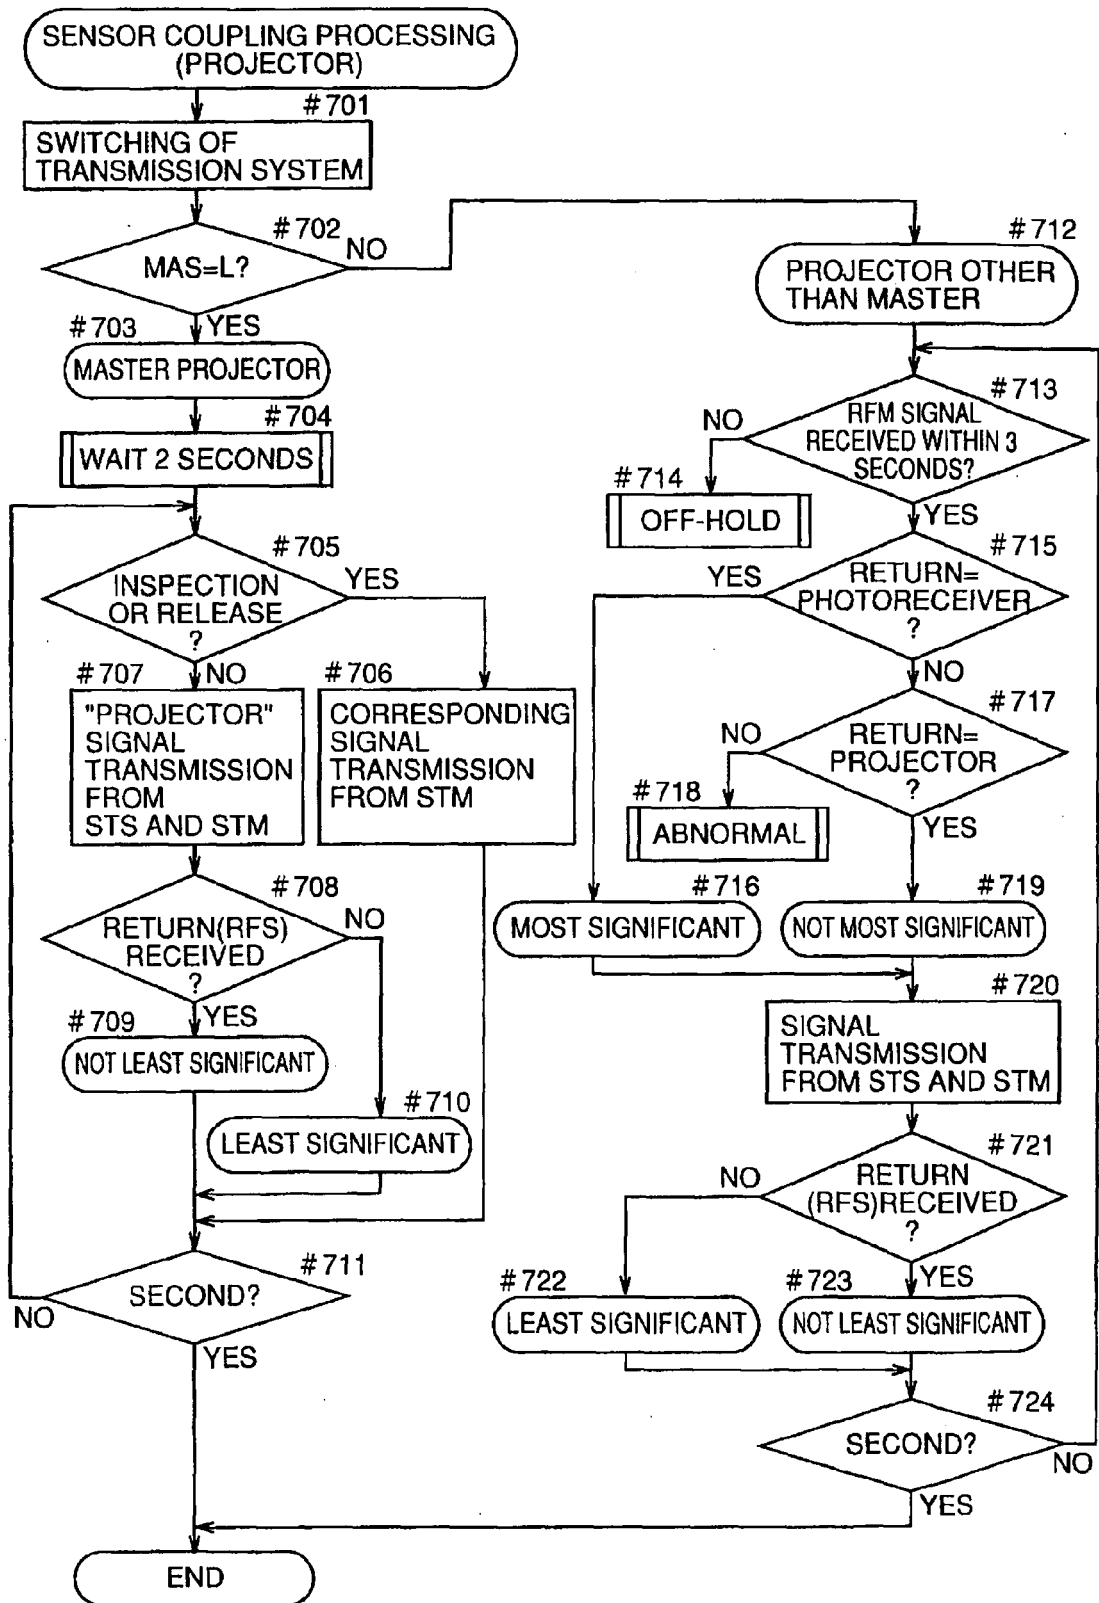 SENSOR COUPLING PROCESSING
(PROJECTOR)
#701
SWITCHING OF
TRANSMISSION SYSTEM
#702
MAS=L?
NO
YES
#703
MASTER PROJECTOR
#704
WAIT 2 SECONDS
#705
INSPECTION
OR RELEASE
?
YES
NO
#707
"PROJECTOR"
SIGNAL
TRANSMISSION
FROM
STS AND STM
#706
CORRESPONDING
SIGNAL
TRANSMISSION
FROM STM
#708
RETURN(RFS)
RECEIVED
?
NO
YES
#709
NOT LEAST SIGNIFICANT
#710
LEAST SIGNIFICANT
#711
SECOND?
NO
YES
#712
PROJECTOR OTHER
THAN MASTER
#713
RFM SIGNAL
RECEIVED WITHIN 3
SECONDS?
NO
YES
#714
OFF-HOLD
#715
RETURN=
PHOTORECEIVER
?
YES
NO
#717
RETURN=
PROJECTOR
?
NO
YES
#718
ABNORMAL
#716
MOST SIGNIFICANT
#719
NOT MOST SIGNIFICANT
#720
SIGNAL
TRANSMISSION
FROM STS AND STM
#721
RETURN
(RFS)RECEIVED
?
NO
YES
#722
LEAST SIGNIFICANT
#723
NOT LEAST SIGNIFICANT
#724
SECOND?
NO
YES
END